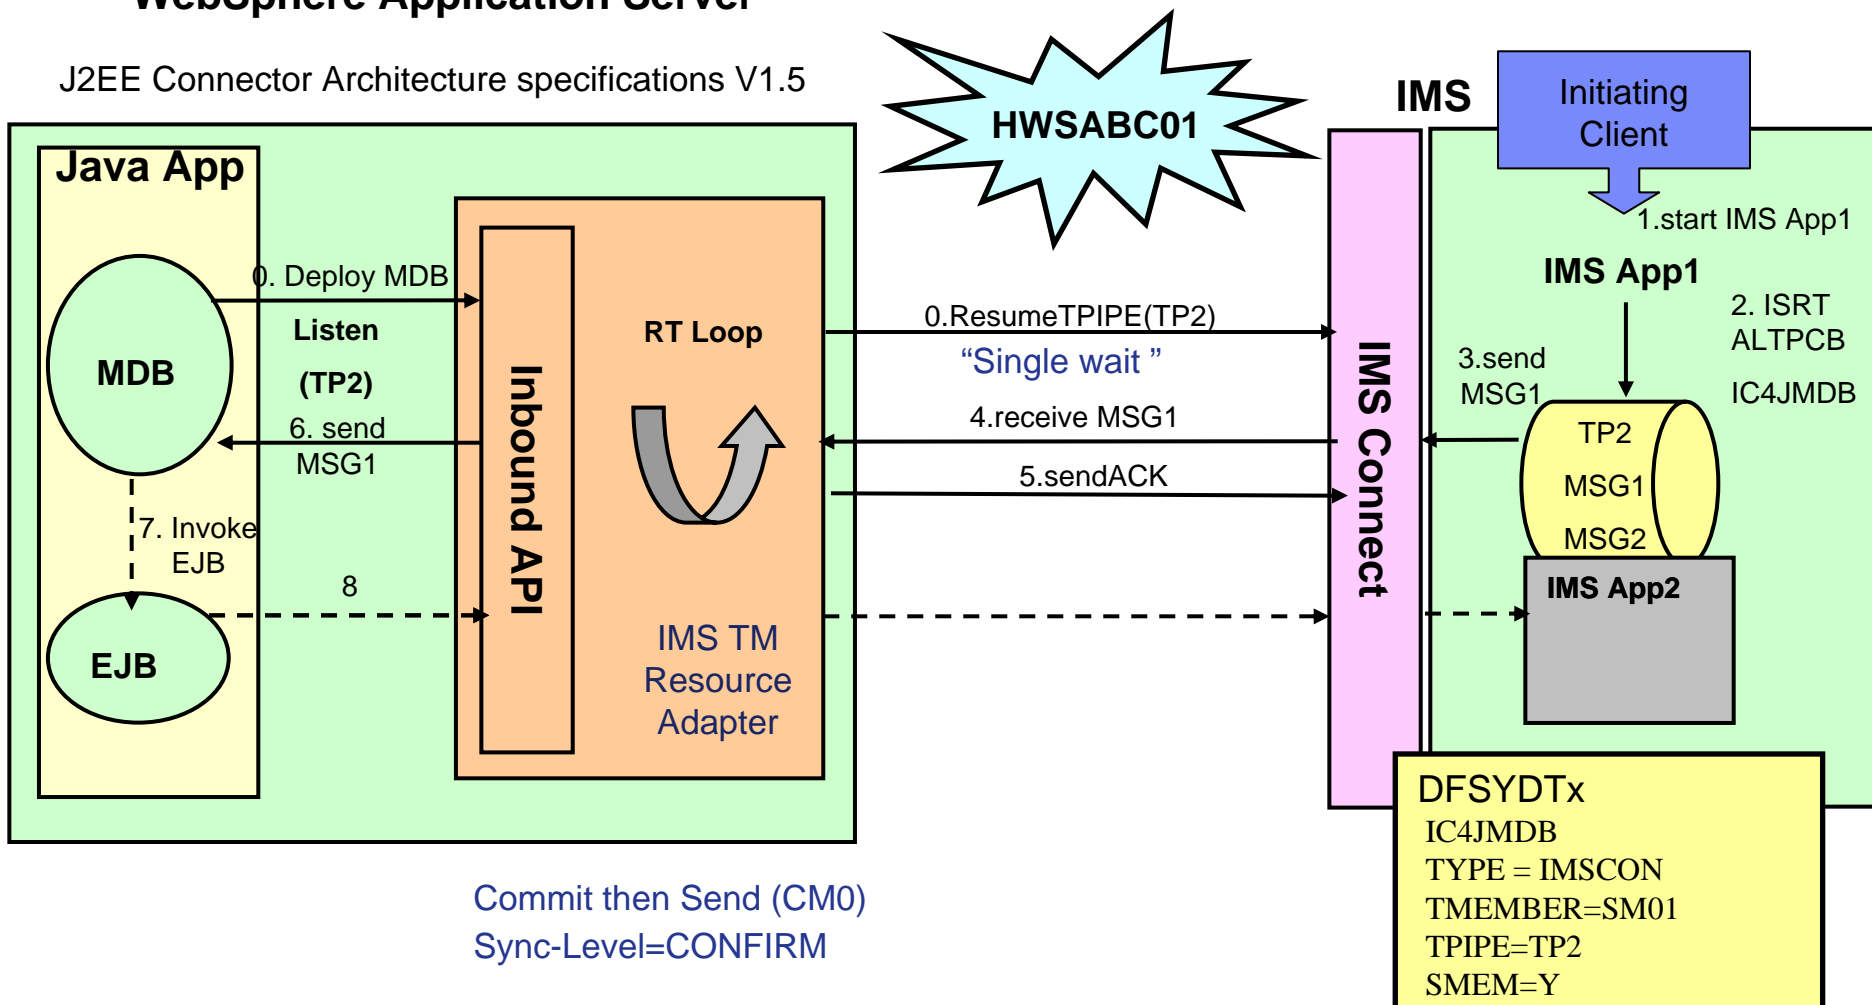 WebSphere Application Server
J2EE Connector Architecture specifications V1.5
HWSABC01
IMS
Initiating
Client
Java App
1.start IMS App1
IMS App1
0. Deploy MDB
Listen
(TP2)
RT Loop
0.ResumeTPIPE(TP2)
“Single wait ”
2. ISRT
ALTPCB
IC4JMDB
3.send
MSG1
MDB
Inbound API
IMS Connect
4.receive MSG1
6. send
MSG1
5.sendACK
TP2
MSG1
MSG2
7. Invoke
EJB
8
IMS App2
EJB
IMS TM
Resource
Adapter
DFSYDTx
IC4JMDB
TYPE = IMSCON
TMEMBER=SM01
TPIPE=TP2
SMEM=Y
Commit then Send (CM0)
Sync-Level=CONFIRM